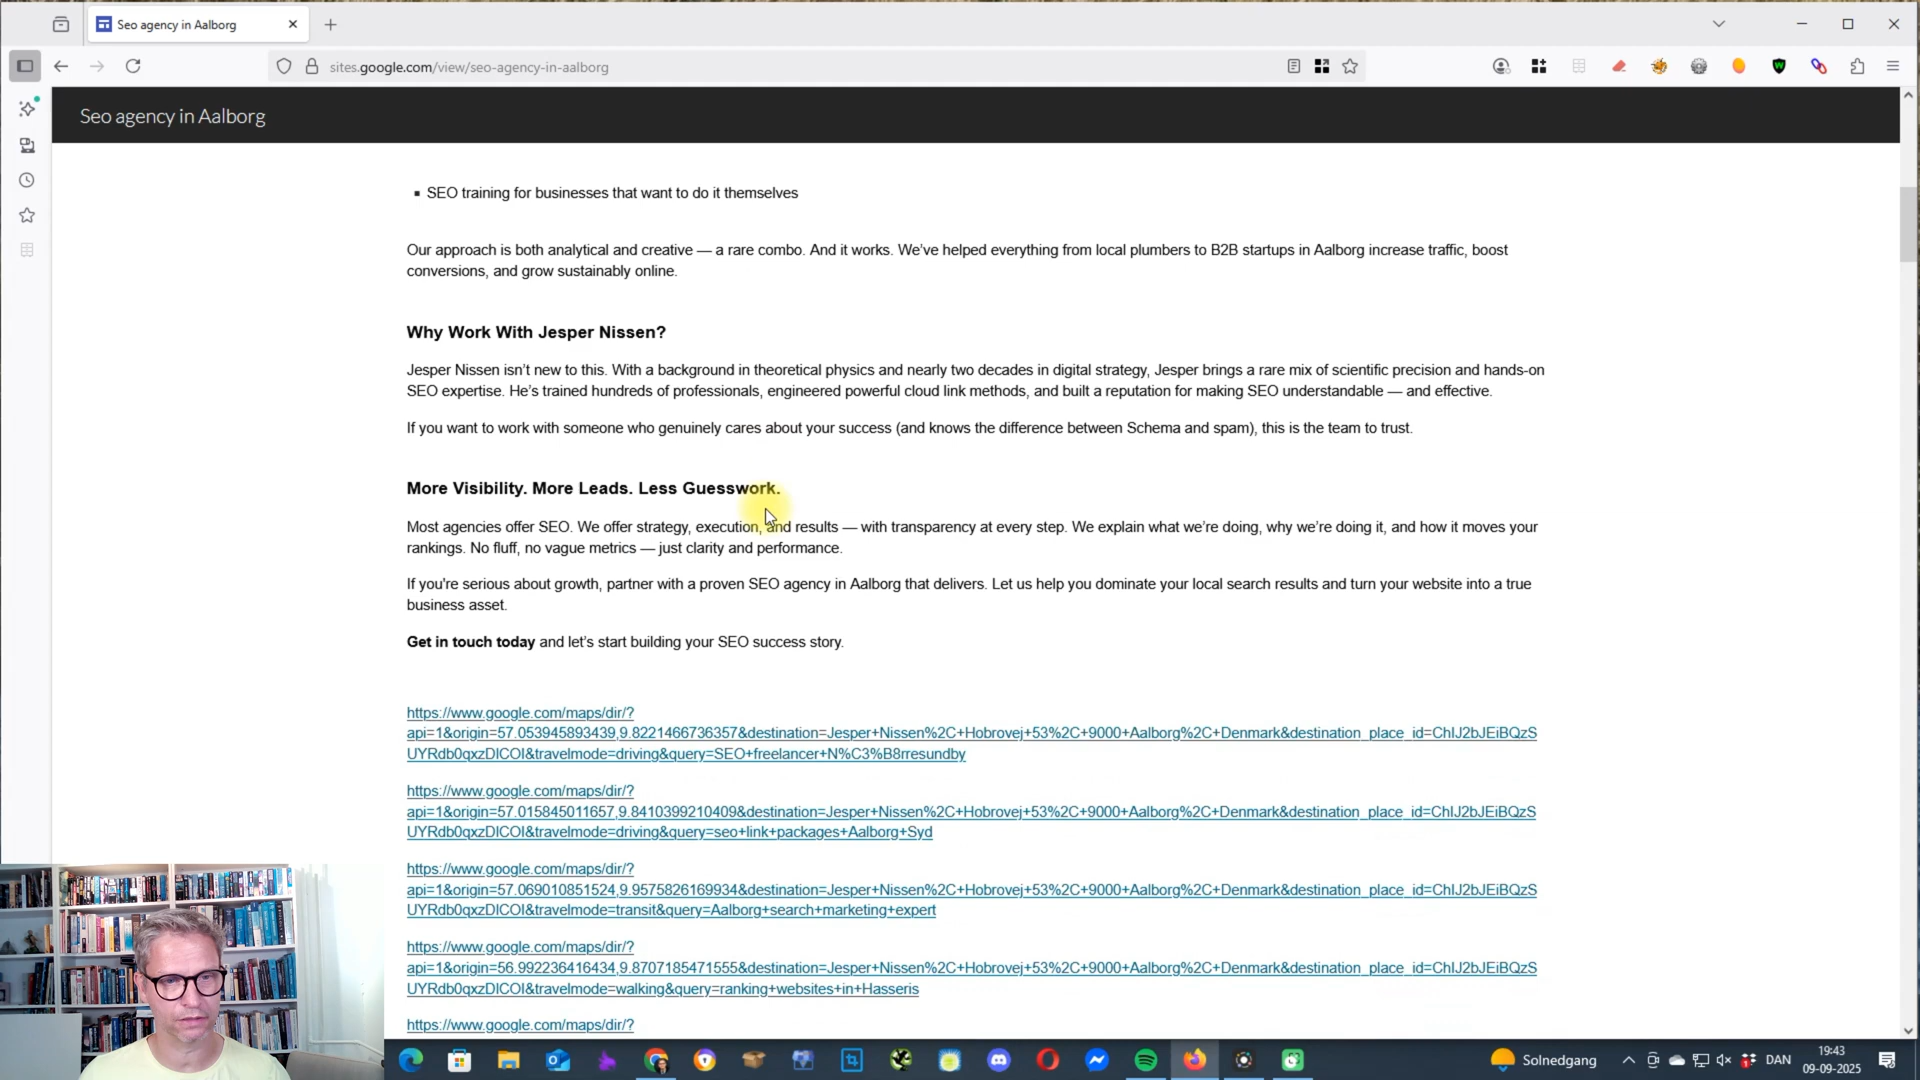 Seo agency in Aalborg
sites.google.com/view/seo-agency-in-aalborg
Seo agency in Aalborg
SEO training for businesses that want to do it themselves
Our approach is both analytical and creative — a rare combo. And it works. We've helped everything from local plumbers to B2B startups in Aalborg increase traffic, boost
conversions, and grow sustainably online.
Why Work With Jesper Nissen?
Jesper Nissen isn't new to this. With a background in theoretical physics and nearly two decades in digital strategy, Jesper brings a rare mix of scientific precision and hands-on
SEO expertise. He's trained hundreds of professionals, engineered powerful cloud link methods, and built a reputation for making SEO understandable — and effective.
If you want to work with someone who genuinely cares about your success (and knows the difference between Schema and spam), this is the team to trust.
More Visibility. More Leads. Less Guesswork.
Most agencies offer SEO. We offer strategy, execution, and results — with transparency at every step. We explain what we're doing, why we're doing it, and how it moves your
rankings. No fluff, no vague metrics — just clarity and performance.
If you're serious about growth, partner with a proven SEO agency in Aalborg that delivers. Let us help you dominate your local search results and turn your website into a true
business asset.
Get in touch today and let's start building your SEO success story.
https://www.google.com/maps/dir/?
api=1&origin=57.053945893439,9.8221466736357&destination=Jesper+Nissen%2C+Hobrovej+53%2C+9000+Aalborg%2C+Denmark&destination_place_id=ChIJ2bJEiBQzS
UYRdb0qxzDlCOI&travelmode=driving&query=SEO+freelancer+N%C3%B8rresundby
https://www.google.com/maps/dir/?
api=1&origin=57.015845011657,9.8410399210409&destination=Jesper+Nissen%2C+Hobrovej+53%2C+9000+Aalborg%2C+Denmark&destination_place_id=ChIJ2bJEiBQzS
UYRdb0qxzDlCOI&travelmode=driving&query=seo+link+packages+Aalborg+Syd
https://www.google.com/maps/dir/?
api=1&origin=57.069010851524,9.9575826169934&destination=Jesper+Nissen%2C+Hobrovej+53%2C+9000+Aalborg%2C+Denmark&destination_place_id=ChIJ2bJEiBQzS
UYRdb0qxzDlCOI&travelmode=transit&query=Aalborg+search+marketing+expert
https://www.google.com/maps/dir/?
api=1&origin=56.992236416434,9.8707185471555&destination=Jesper+Nissen%2C+Hobrovej+53%2C+9000+Aalborg%2C+Denmark&destination_place_id=ChIJ2bJEiBQzS
UYRdb0qxzDlCOI&travelmode=walking&query=ranking+websites+in+Hasseris
https://www.google.com/maps/dir/?
Solnedgang
DAN
19:43
09-09-2025